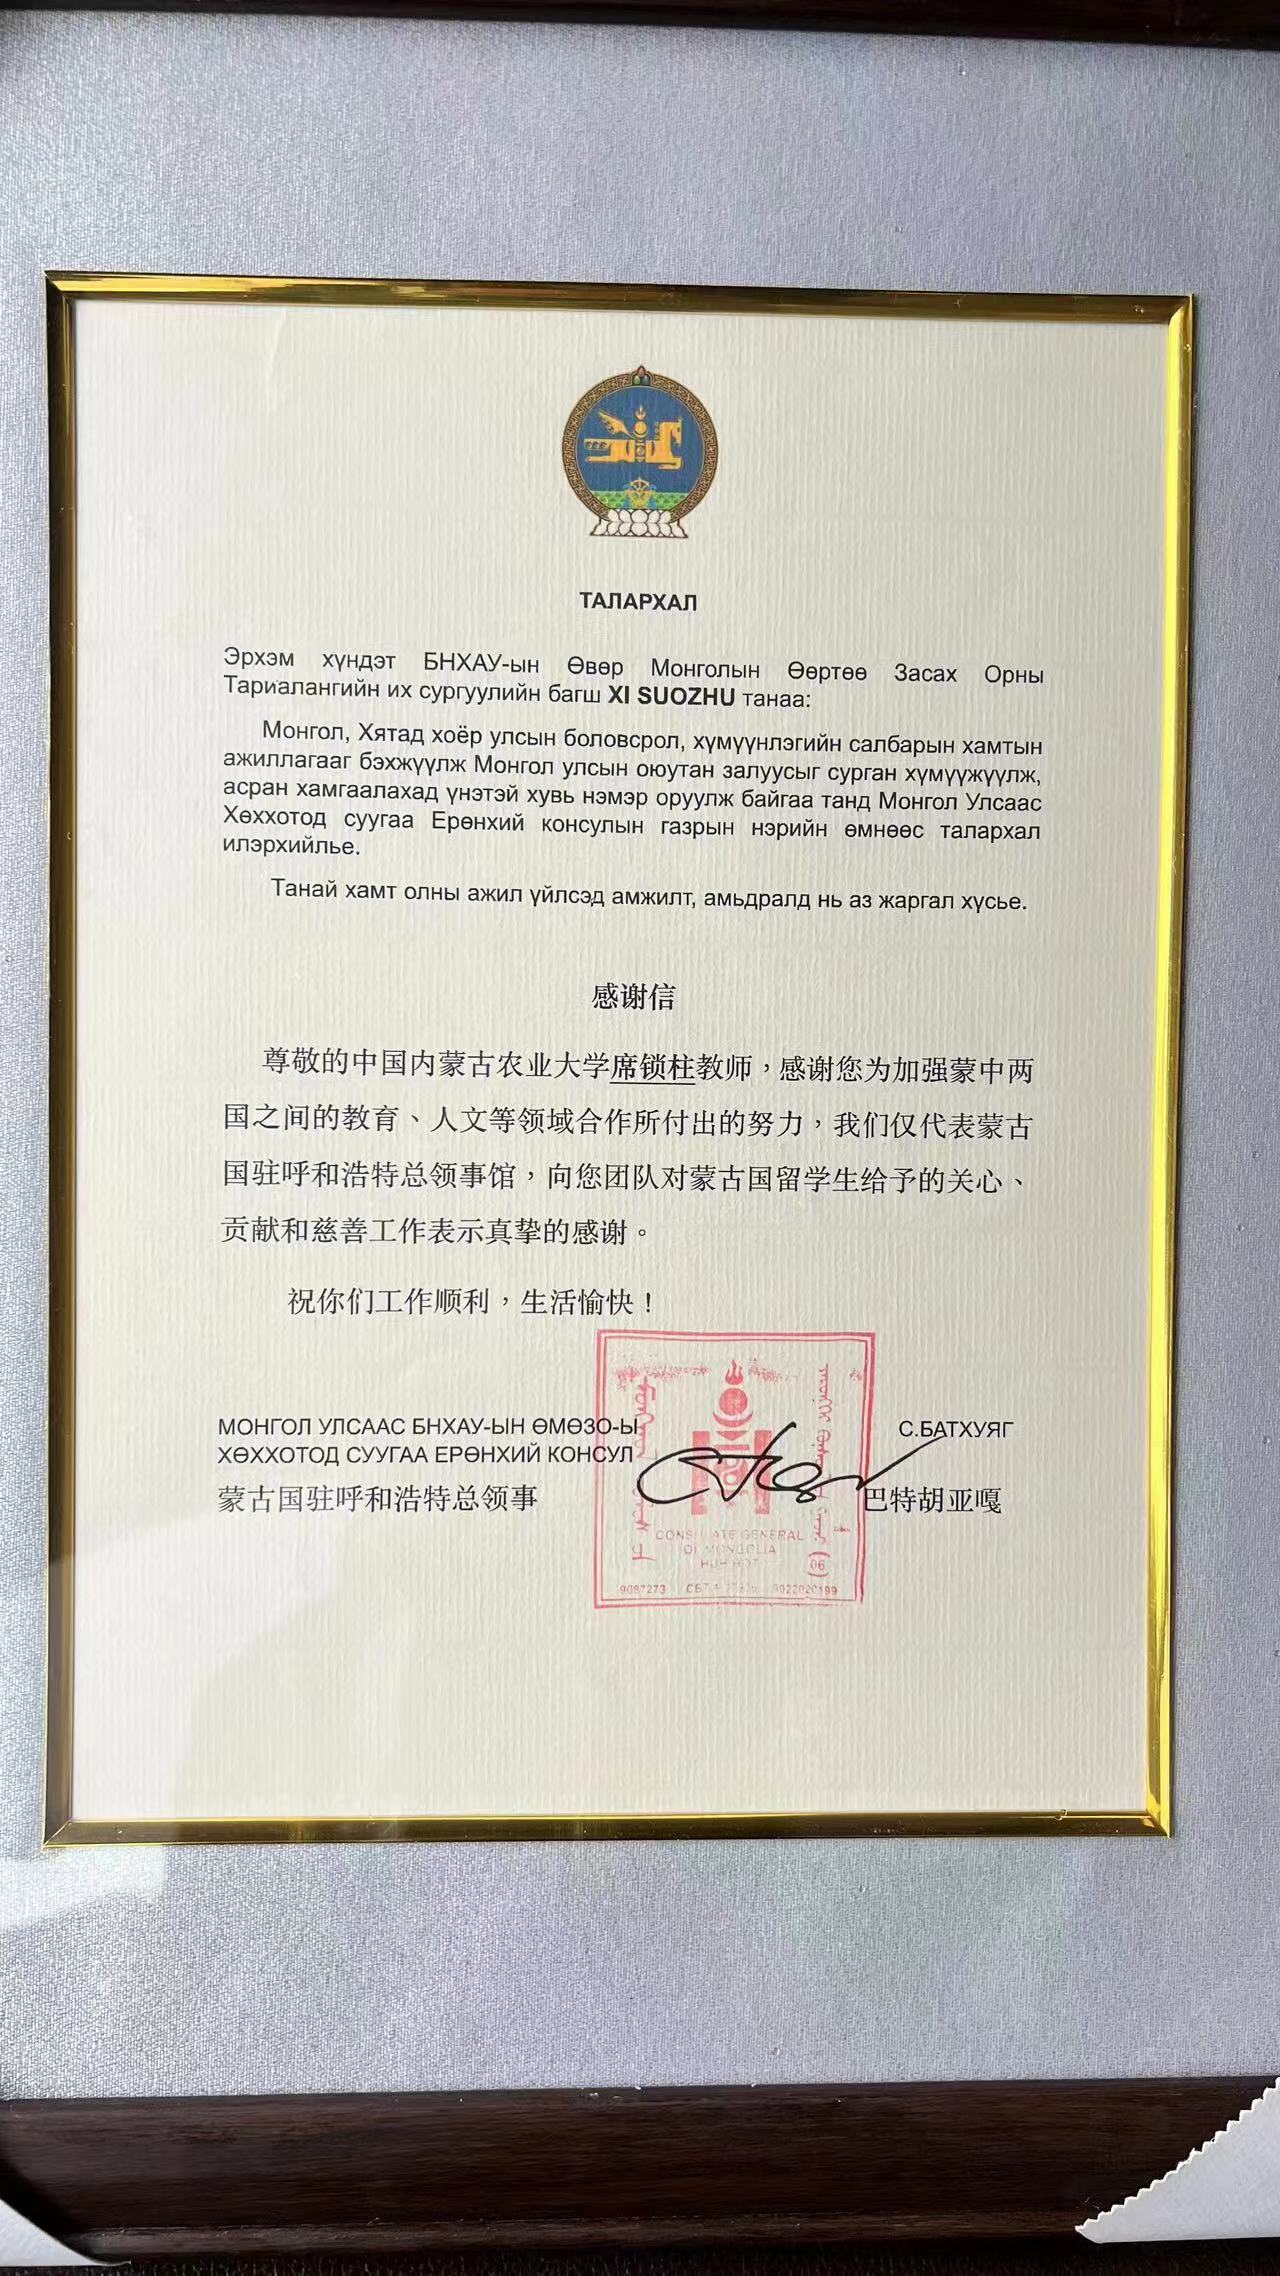 ТАЛАРХАЛ
Эрхэм хүндэт БНХАУ-ын Өвөр Монголын Өөртөө Засах Орны
Тариалангийн их сургуулийн багш XI SUOZHU танаа:
Монгол, Хятад хоёр улсын боловсрол, хүмүүнлэгийн салбарын хамтын
ажиллагааг бэхжүүлж Монгол улсын оюутан залуусыг сурган хүмүүжүүлж,
асран хамгаалахад үнэтэй хувь нэмэр оруулж байгаа танд Монгол Улсаас
Хөххотод суугаа Ерөнхий консулын газрын нэрийн өмнөөс талархал
илэрхийлье.
Танай хамт олны ажил үйлсэд амжилт, амьдралд нь аз жаргал хүсье.
感谢信
尊敬的中国内蒙古农业大学席锁柱教师，感谢您为加强蒙中两
国之间的教育、人文等领域合作所付出的努力，我们仅代表蒙古
国驻呼和浩特总领事馆，向您团队对蒙古国留学生给予的关心、
贡献和慈善工作表示真挚的感谢。
祝你们工作顺利，生活愉快！
МОНГОЛ УЛСААС БНХАУ-ЫН ӨМӨЗО-Ы
ХӨХХОТОД СУУГАА ЕРӨНХИЙ КОНСУЛ
С.БАТХУЯГ
蒙古国驻呼和浩特总领事
巴特胡亚嘎
CONSULATE GENERAL
OF MONGOLIA
HUH HOT
(06)
9087273
9022020199